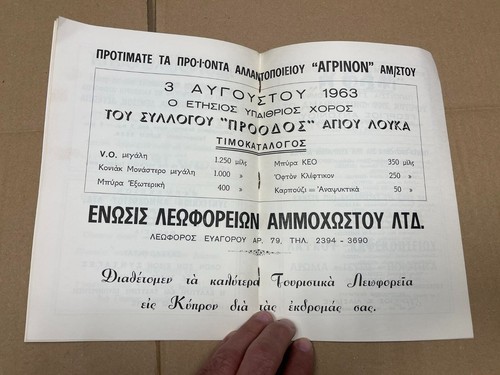 ΠΡΟΤΙΜΑΤΕ ΤΑ ΠΡΟ·Ι·ΟΝΤΑ ΑΛΛΑΝΤΟΠΟΙΕΙΟΥ "ΑΓΡΙΝΟΝ" ΑΜ/ΣΤΟΥ
3 ΑΥΓΟΥΣΤΟΥ 1963
Ο ΕΤΗΣΙΟΣ ΥΠΑΙΘΡΙΟΣ ΧΟΡΟΣ
ΤΟΥ ΣΥΛΛΟΓΟΥ "ΠΡΟΟΔΟΣ" ΑΓΙΟΥ ΛΟΥΚΑ
ΤΙΜΟΚΑΤΑΛΟΓΟΣ
V.O. μεγάλη 1.250 μίλς
Κονιάκ Μονάστερο μεγάλη 1.000 »
Μπύρα Ἐξωτερική 400 »
Μπύρα ΚΕΟ 350 μίλς
Ὀφτὸν Κλέφτικον 250 »
Καρπούζι = Ἀναψυκτικά 50 »
ΕΝΩΣΙΣ ΛΕΩΦΟΡΕΙΩΝ ΑΜΜΟΧΩΣΤΟΥ ΛΤΔ.
ΛΕΩΦΟΡΟΣ ΕΥΑΓΟΡΟΥ ΑΡ. 79, ΤΗΛ. 2394 - 3690
Διαθέτομεν τὰ καλύτερα Τουριστικὰ Λεωφορεῖα
εἰς Κύπρον διὰ τὰς ἐκδρομάς σας.